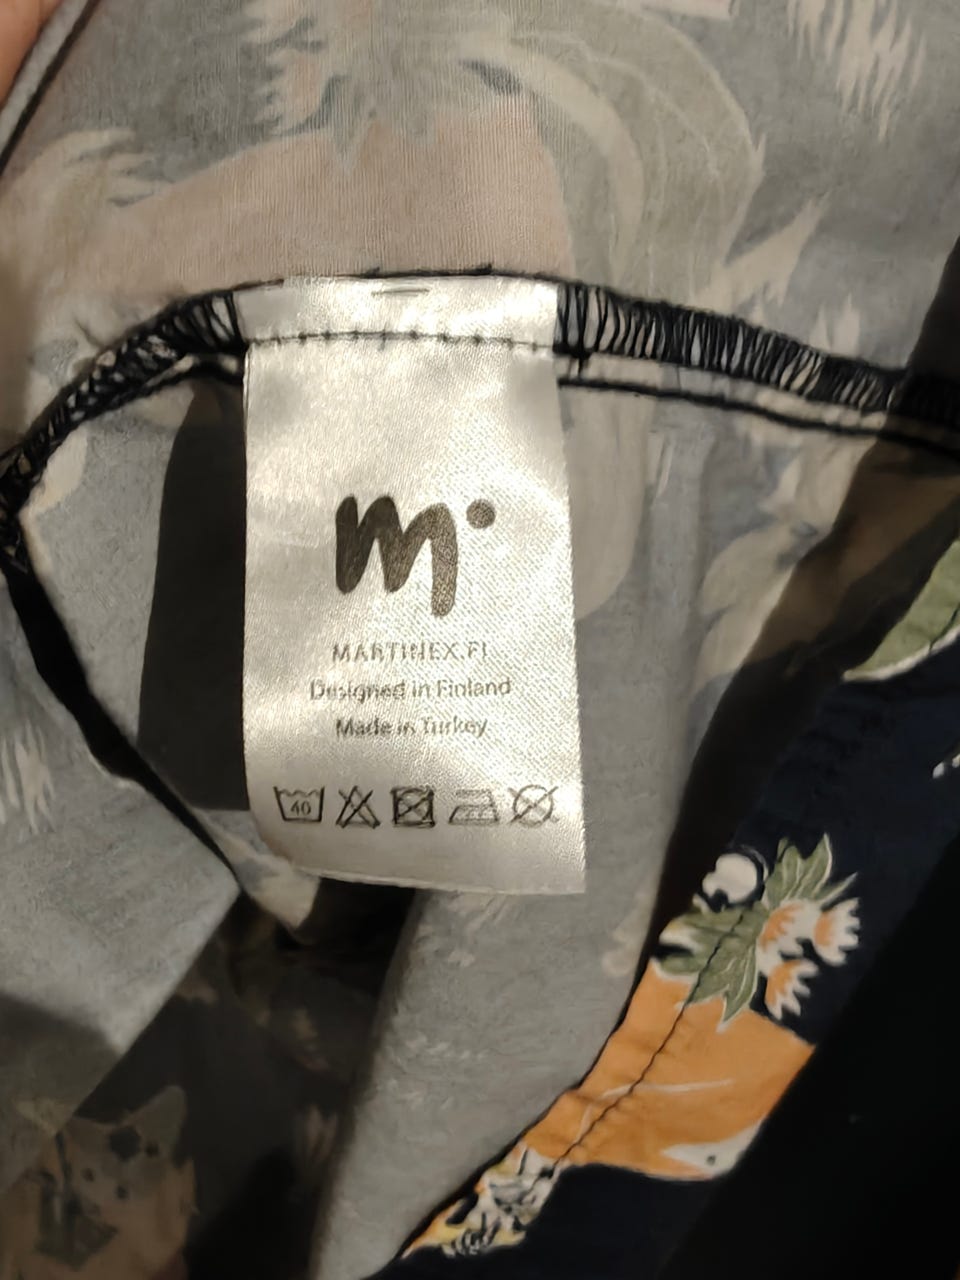 m
MARTINEX.FI
Designed in Finland
Made in Turkey
40